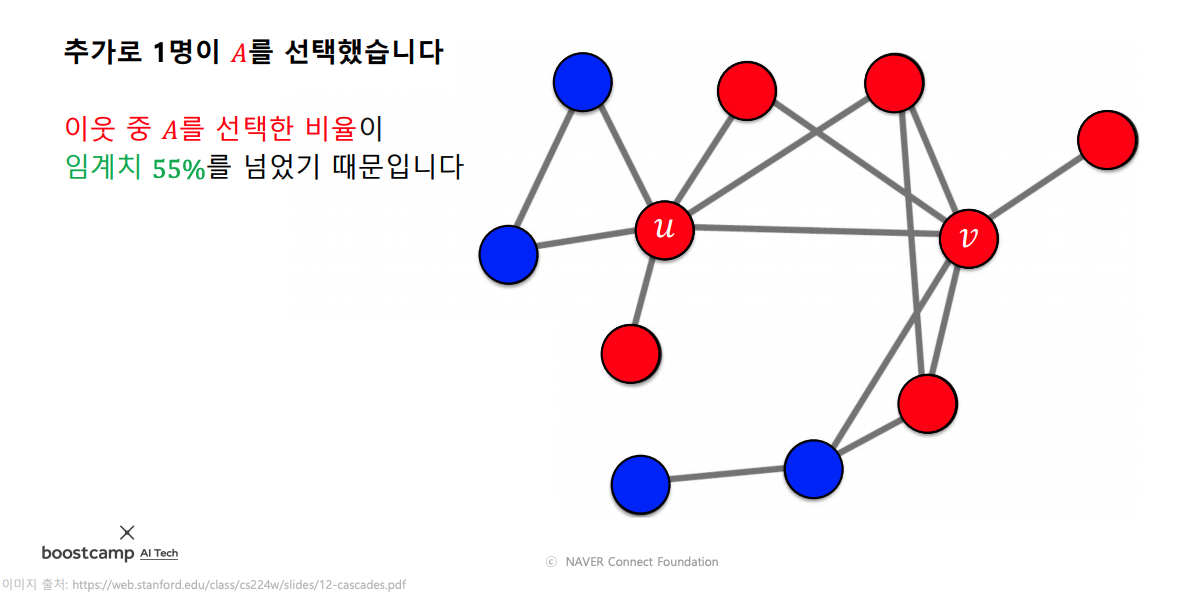 추가로 1명이 A를 선택했습니다
이웃 중 A를 선택한 비율이
임계치 55%를 넘었기 때문입니다
u
v
boostcamp AI Tech
ⓒ NAVER Connect Foundation
이미지 출처: https://web.stanford.edu/class/cs224w/slides/12-cascades.pdf